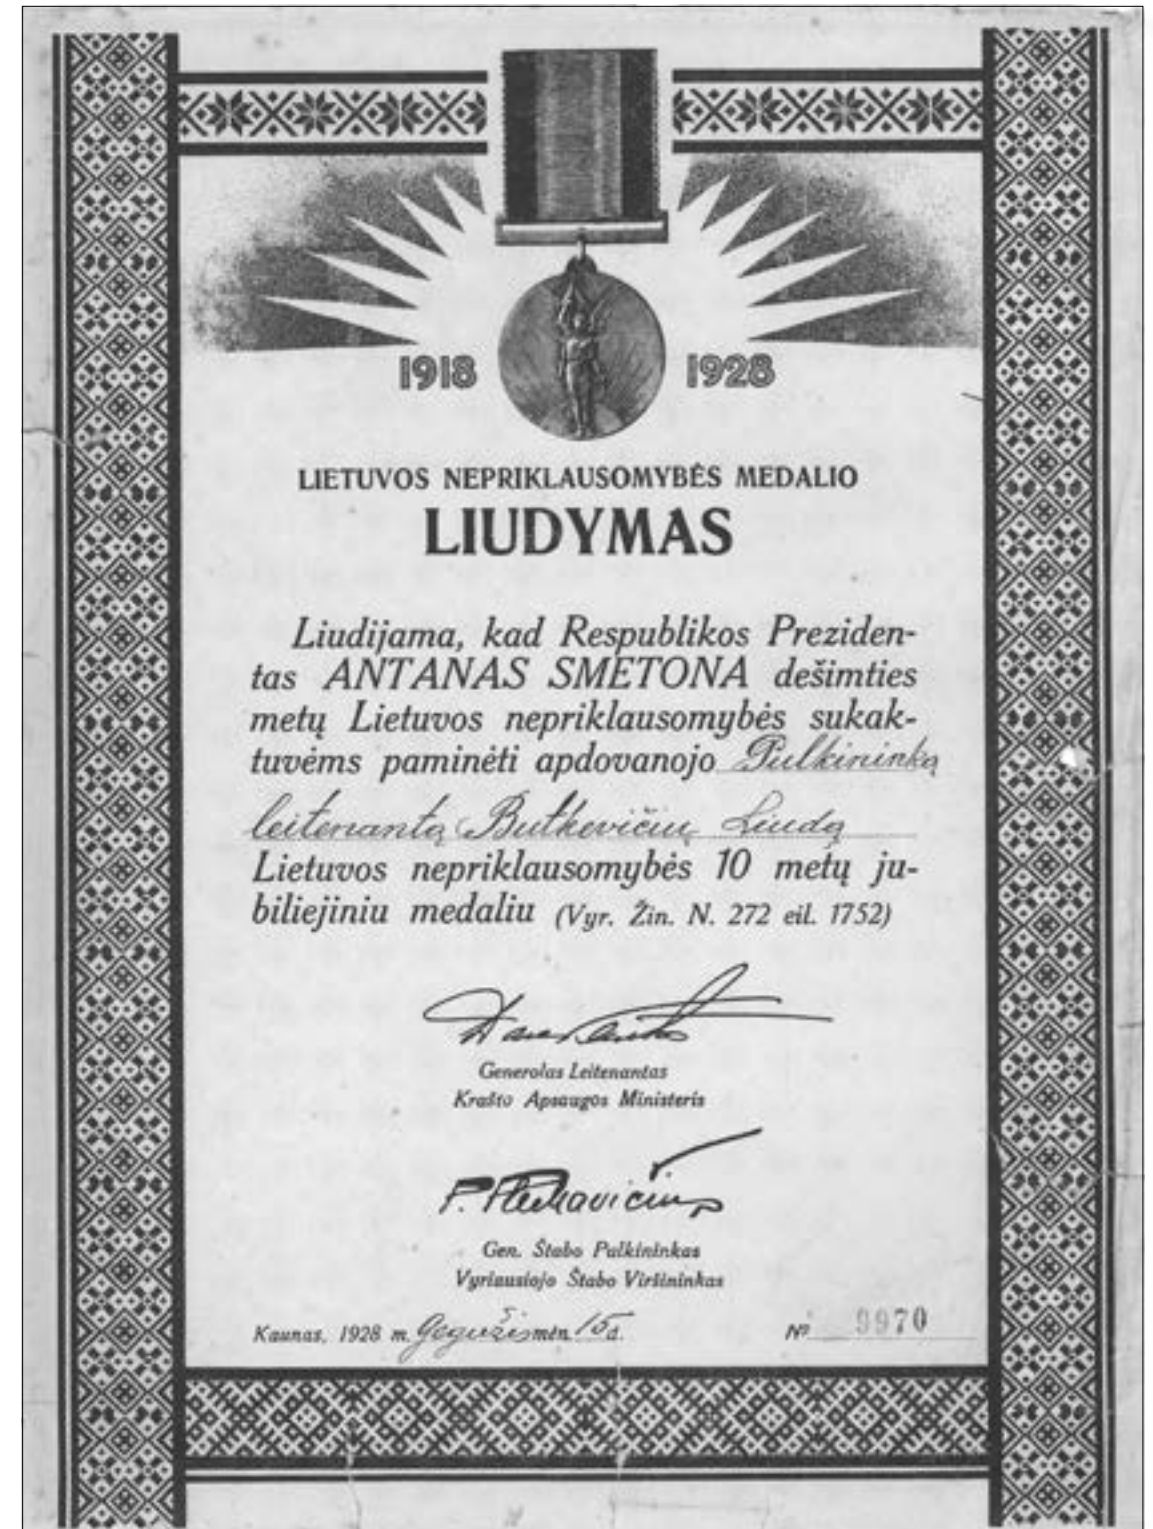 1918 1928
LIETUVOS NEPRIKLAUSOMYBĖS MEDALIO
LIUDYMAS
Liudijama, kad Respublikos Preziden-
tas ANTANAS SMETONA dešimties
metų Lietuvos nepriklausomybės sukak-
tuvėms paminėti apdovanojo Pulkininką
leitenantą Butkevičių Liudą
Lietuvos nepriklausomybės 10 metų ju-
biliejiniu medaliu (Vyr. Žin. N. 272 eil. 1752)
Generolas Leitenantas
Krašto Apsaugos Ministeris
P. Plechavičius
Gen. Štabo Pulkininkas
Vyriausiojo Štabo Viršininkas
Kaunas, 1928 m. Gegužės mėn. 15 d. № 9970